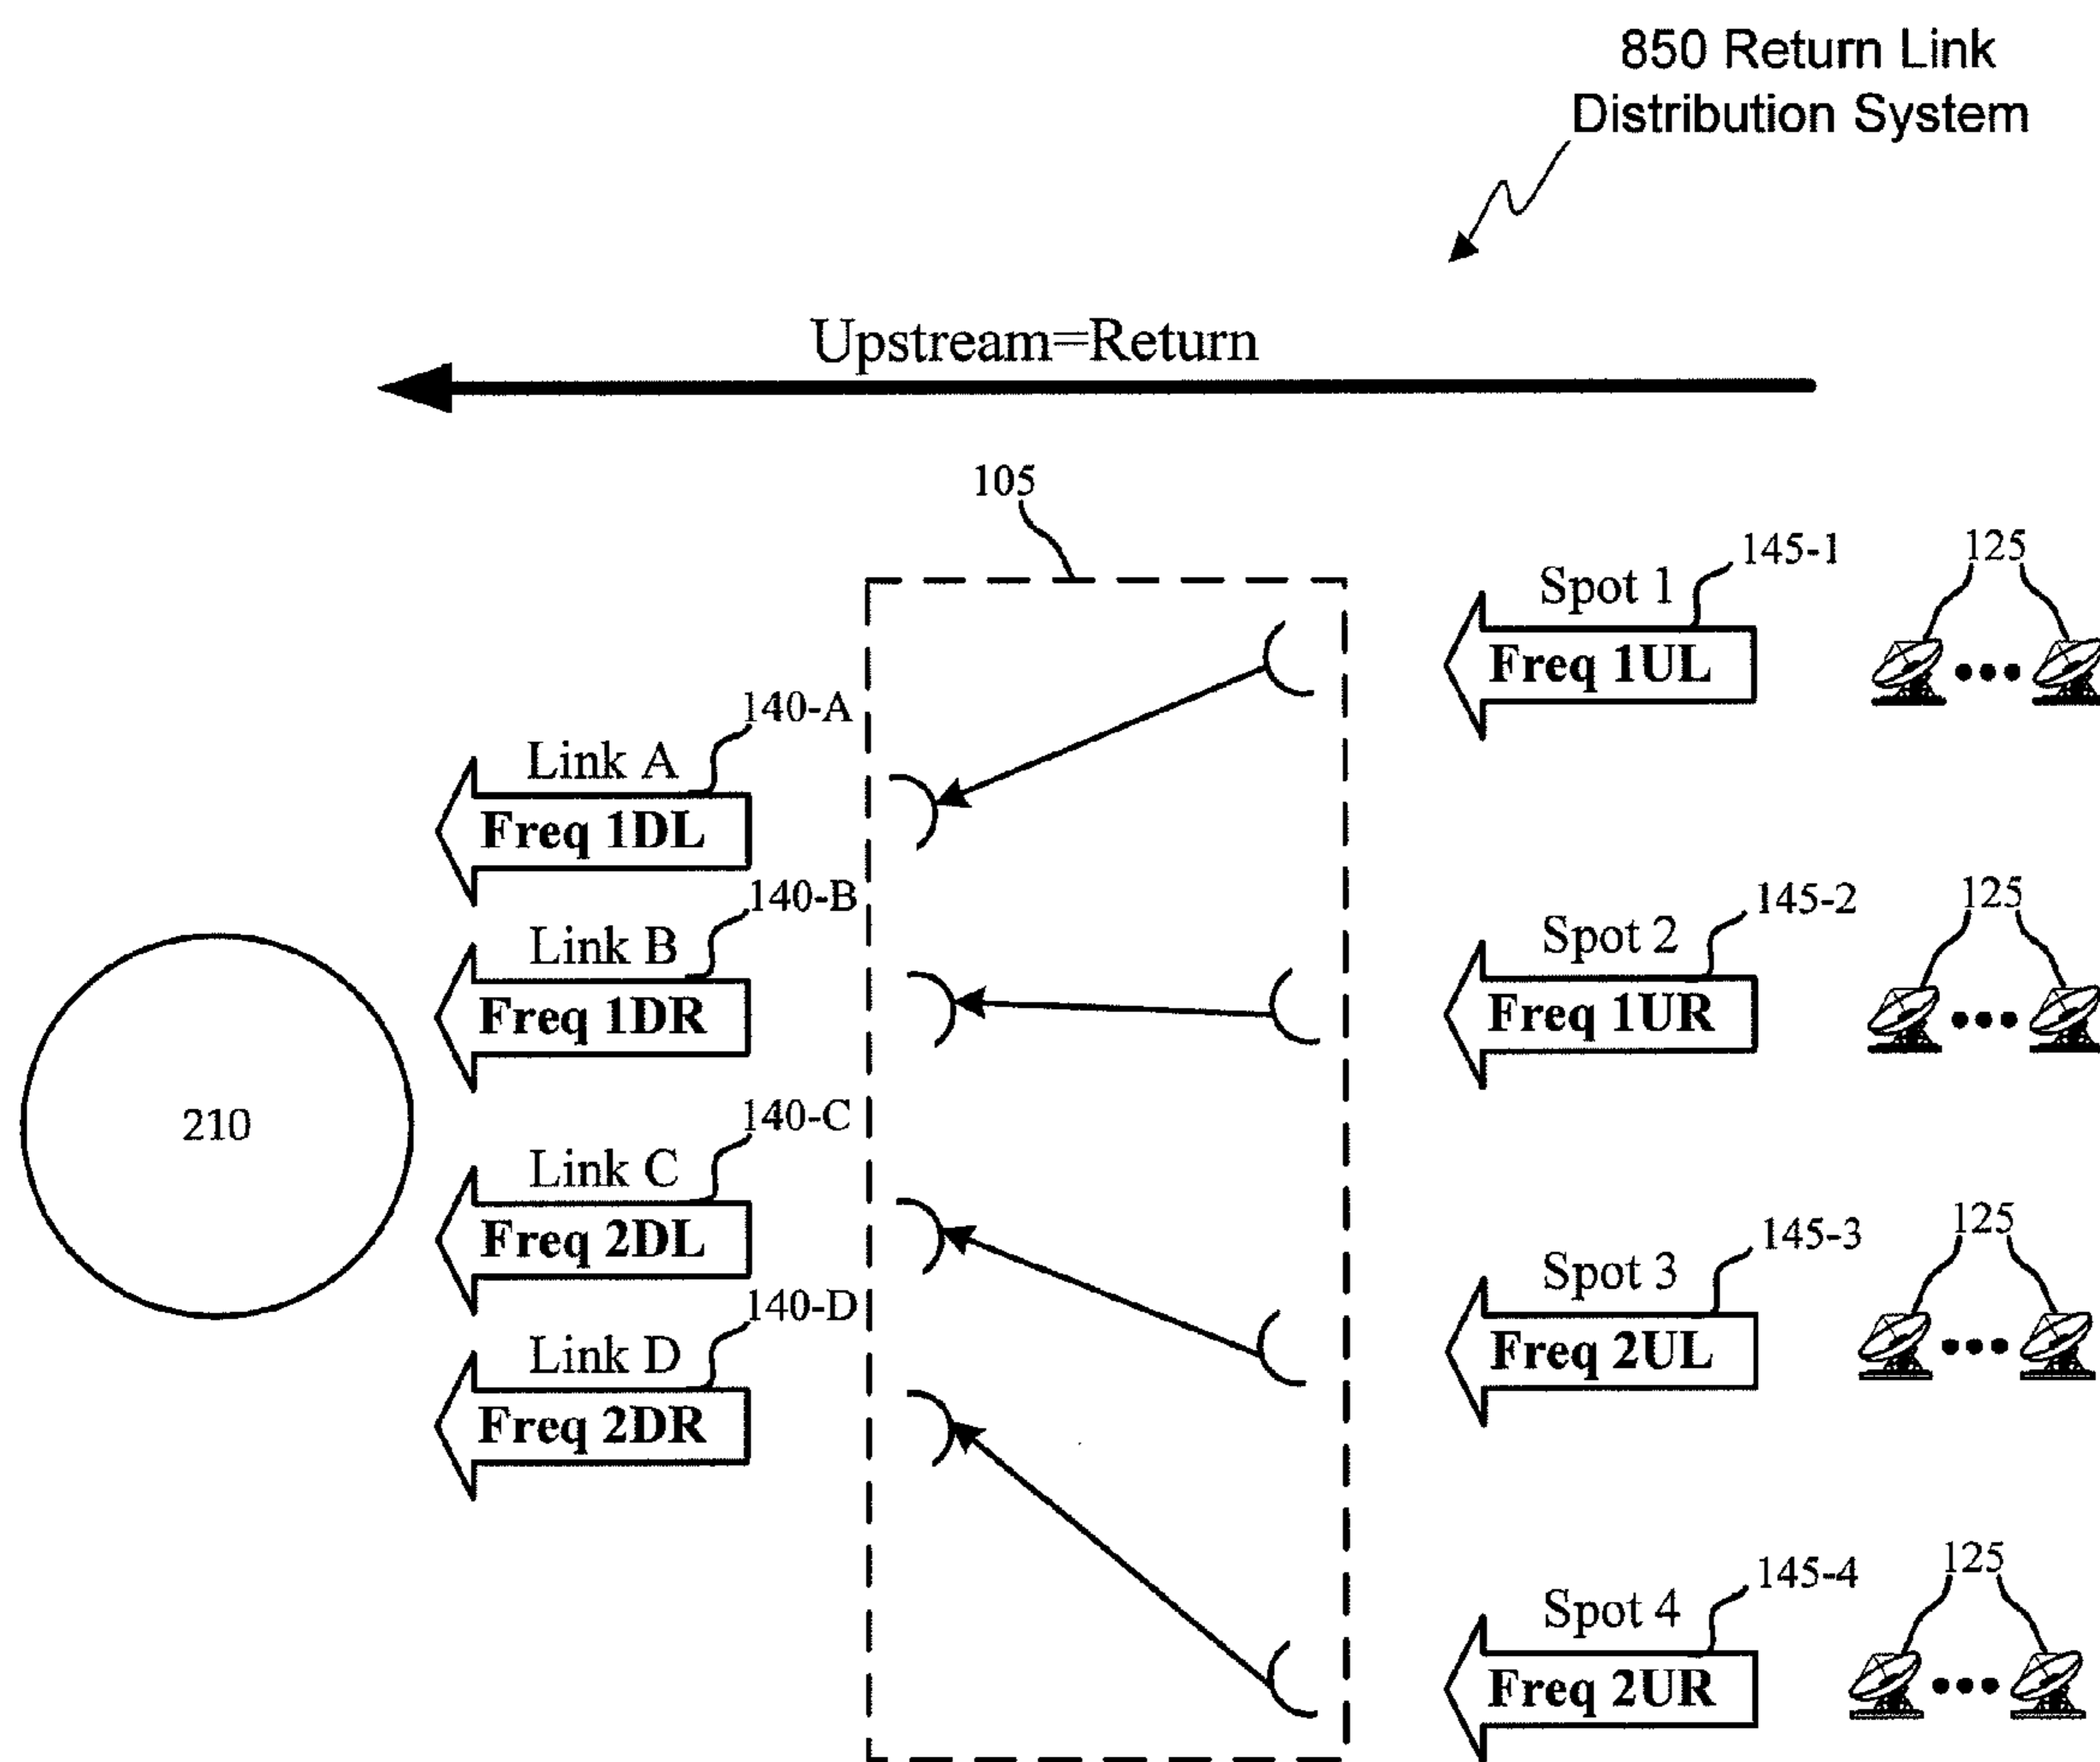 850 Return Link
Distribution System
Upstream=Return
105
Spot 1
145-1
125
Freq 1UL
140-A
Link A
Freq 1DL
140-B
Link B
Freq 1DR
Spot 2
145-2
125
Freq 1UR
210
140-C
Link C
Freq 2DL
Spot 3
145-3
125
Freq 2UL
140-D
Link D
Freq 2DR
Spot 4
145-4
125
Freq 2UR